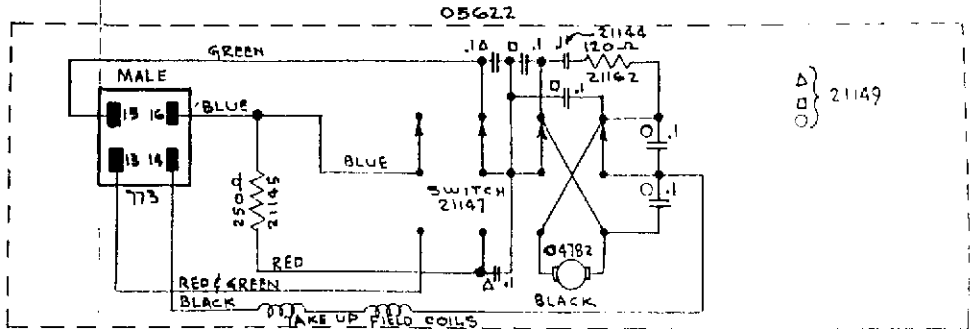 05622
GREEN
.1 Δ
□ .1
.1
21144
120 Ω
21162
MALE
15 16
BLUE
13 14
773
□ .1
Δ
□
○
} 21149
○ .1
○ .1
250 Ω
21145
BLUE
SWITCH
21147
RED
Δ .1
04782
BLACK
RED & GREEN
BLACK
TAKE UP FIELD COILS